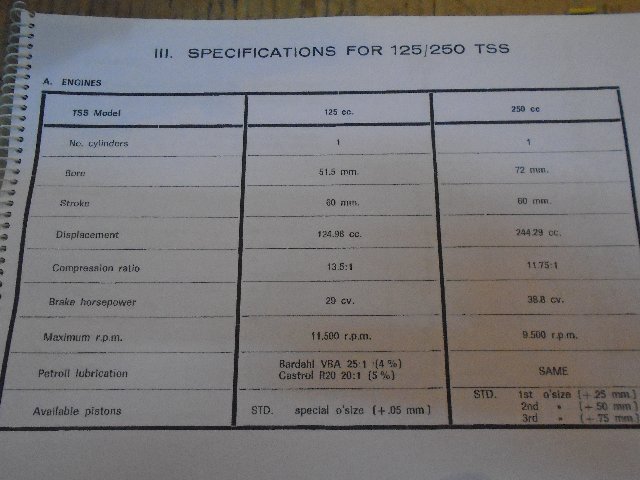 III. SPECIFICATIONS FOR 125/250 TSS
A. ENGINES
TSS Model 125 cc. 250 cc
No. cylinders 1 1
Bore 51.5 mm. 72 mm.
Stroke 60 mm. 60 mm.
Displacement 124.98 cc. 244.29 cc.
Compression ratio 13.5:1 11.75:1
Brake horsepower 29 cv. 38.8 cv.
Maximum r.p.m. 11,500 r.p.m. 9.500 r.p.m.
Petroil lubrication Bardahl VBA 25:1 (4 %) SAME
Castrol R20 20:1 (5 %)
Available pistons STD. special o'size (+.05 mm) STD. 1st o'size (+.25 mm.)
2nd " (+.50 mm)
3rd " (+.75 mm.)